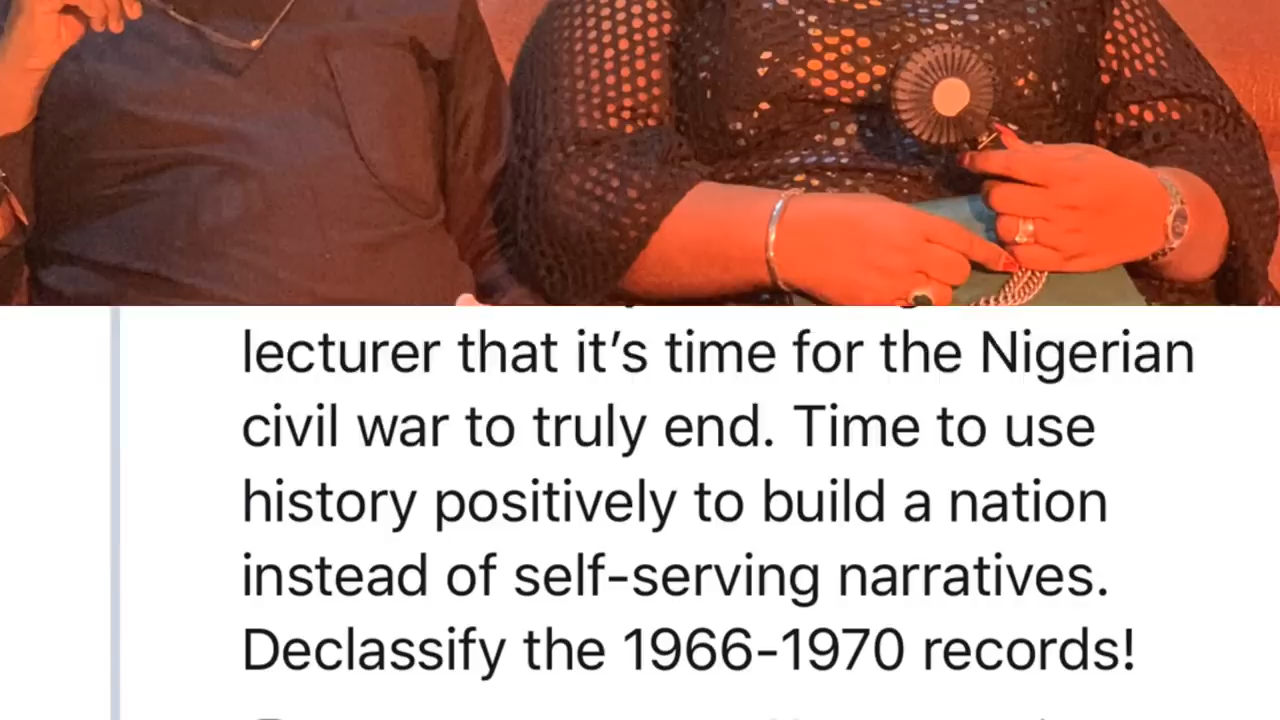 lecturer that it’s time for the Nigerian
civil war to truly end. Time to use
history positively to build a nation
instead of self-serving narratives.
Declassify the 1966-1970 records!